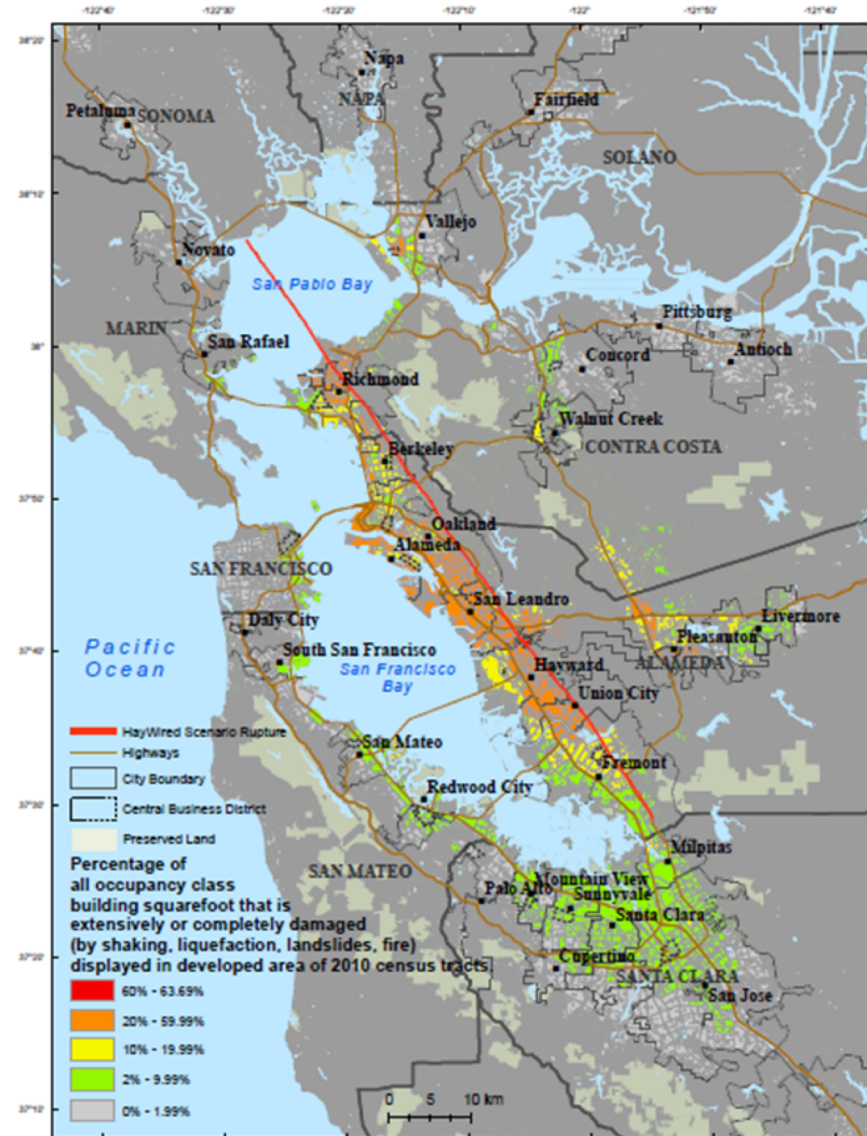 -122°40'
-122°30'
-122°20'
-122°10'
-122°
-121°50'
-121°40'
38°20'
Napa
NAPA
Fairfield
Petaluma
SONOMA
SOLANO
38°10'
Vallejo
Novato
San Pablo Bay
Pittsburg
MARIN
San Rafael
38°
Concord
Antioch
Richmond
Walnut Creek
CONTRA COSTA
Berkeley
37°50'
Oakland
Alameda
SAN FRANCISCO
San Leandro
Daly City
Livermore
Pleasanton
Pacific
Ocean
37°40'
South San Francisco
San Francisco
Bay
ALAMEDA
Hayward
Union City
HayWired Scenario Rupture
Highways
San Mateo
City Boundary
Fremont
Redwood City
37°30'
Central Business District
Preserved Land
Milpitas
SAN MATEO
Percentage of
all occupancy class
building squarefoot that is
extensively or completely damaged
(by shaking, liquefaction, landslides, fire)
displayed in developed area of 2010 census tracts.
Mountain View
Palo Alto
Sunnyvale
Santa Clara
37°20'
Cupertino
SANTA CLARA
San Jose
60% - 63.69%
20% - 59.99%
10% - 19.99%
2% - 9.99%
0% - 1.99%
0 5 10 km
37°10'